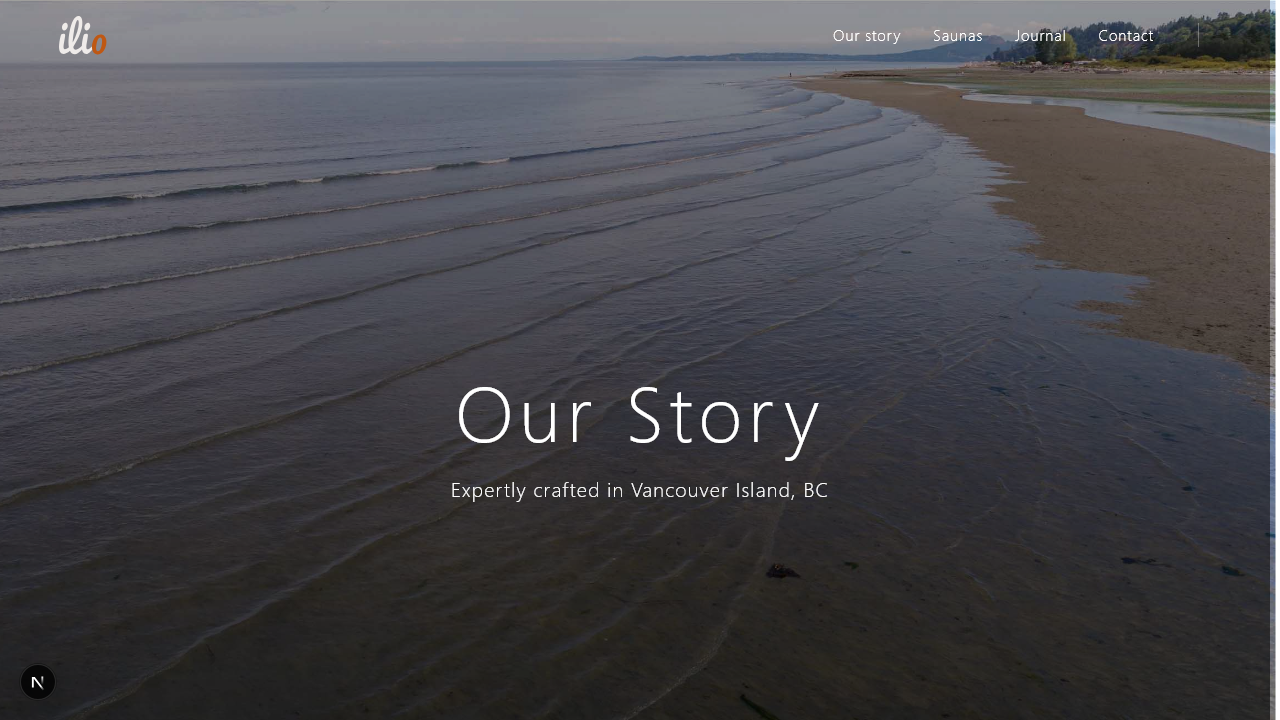 ilio
Our story
Saunas
Journal
Contact
Our Story
Expertly crafted in Vancouver Island, BC
N